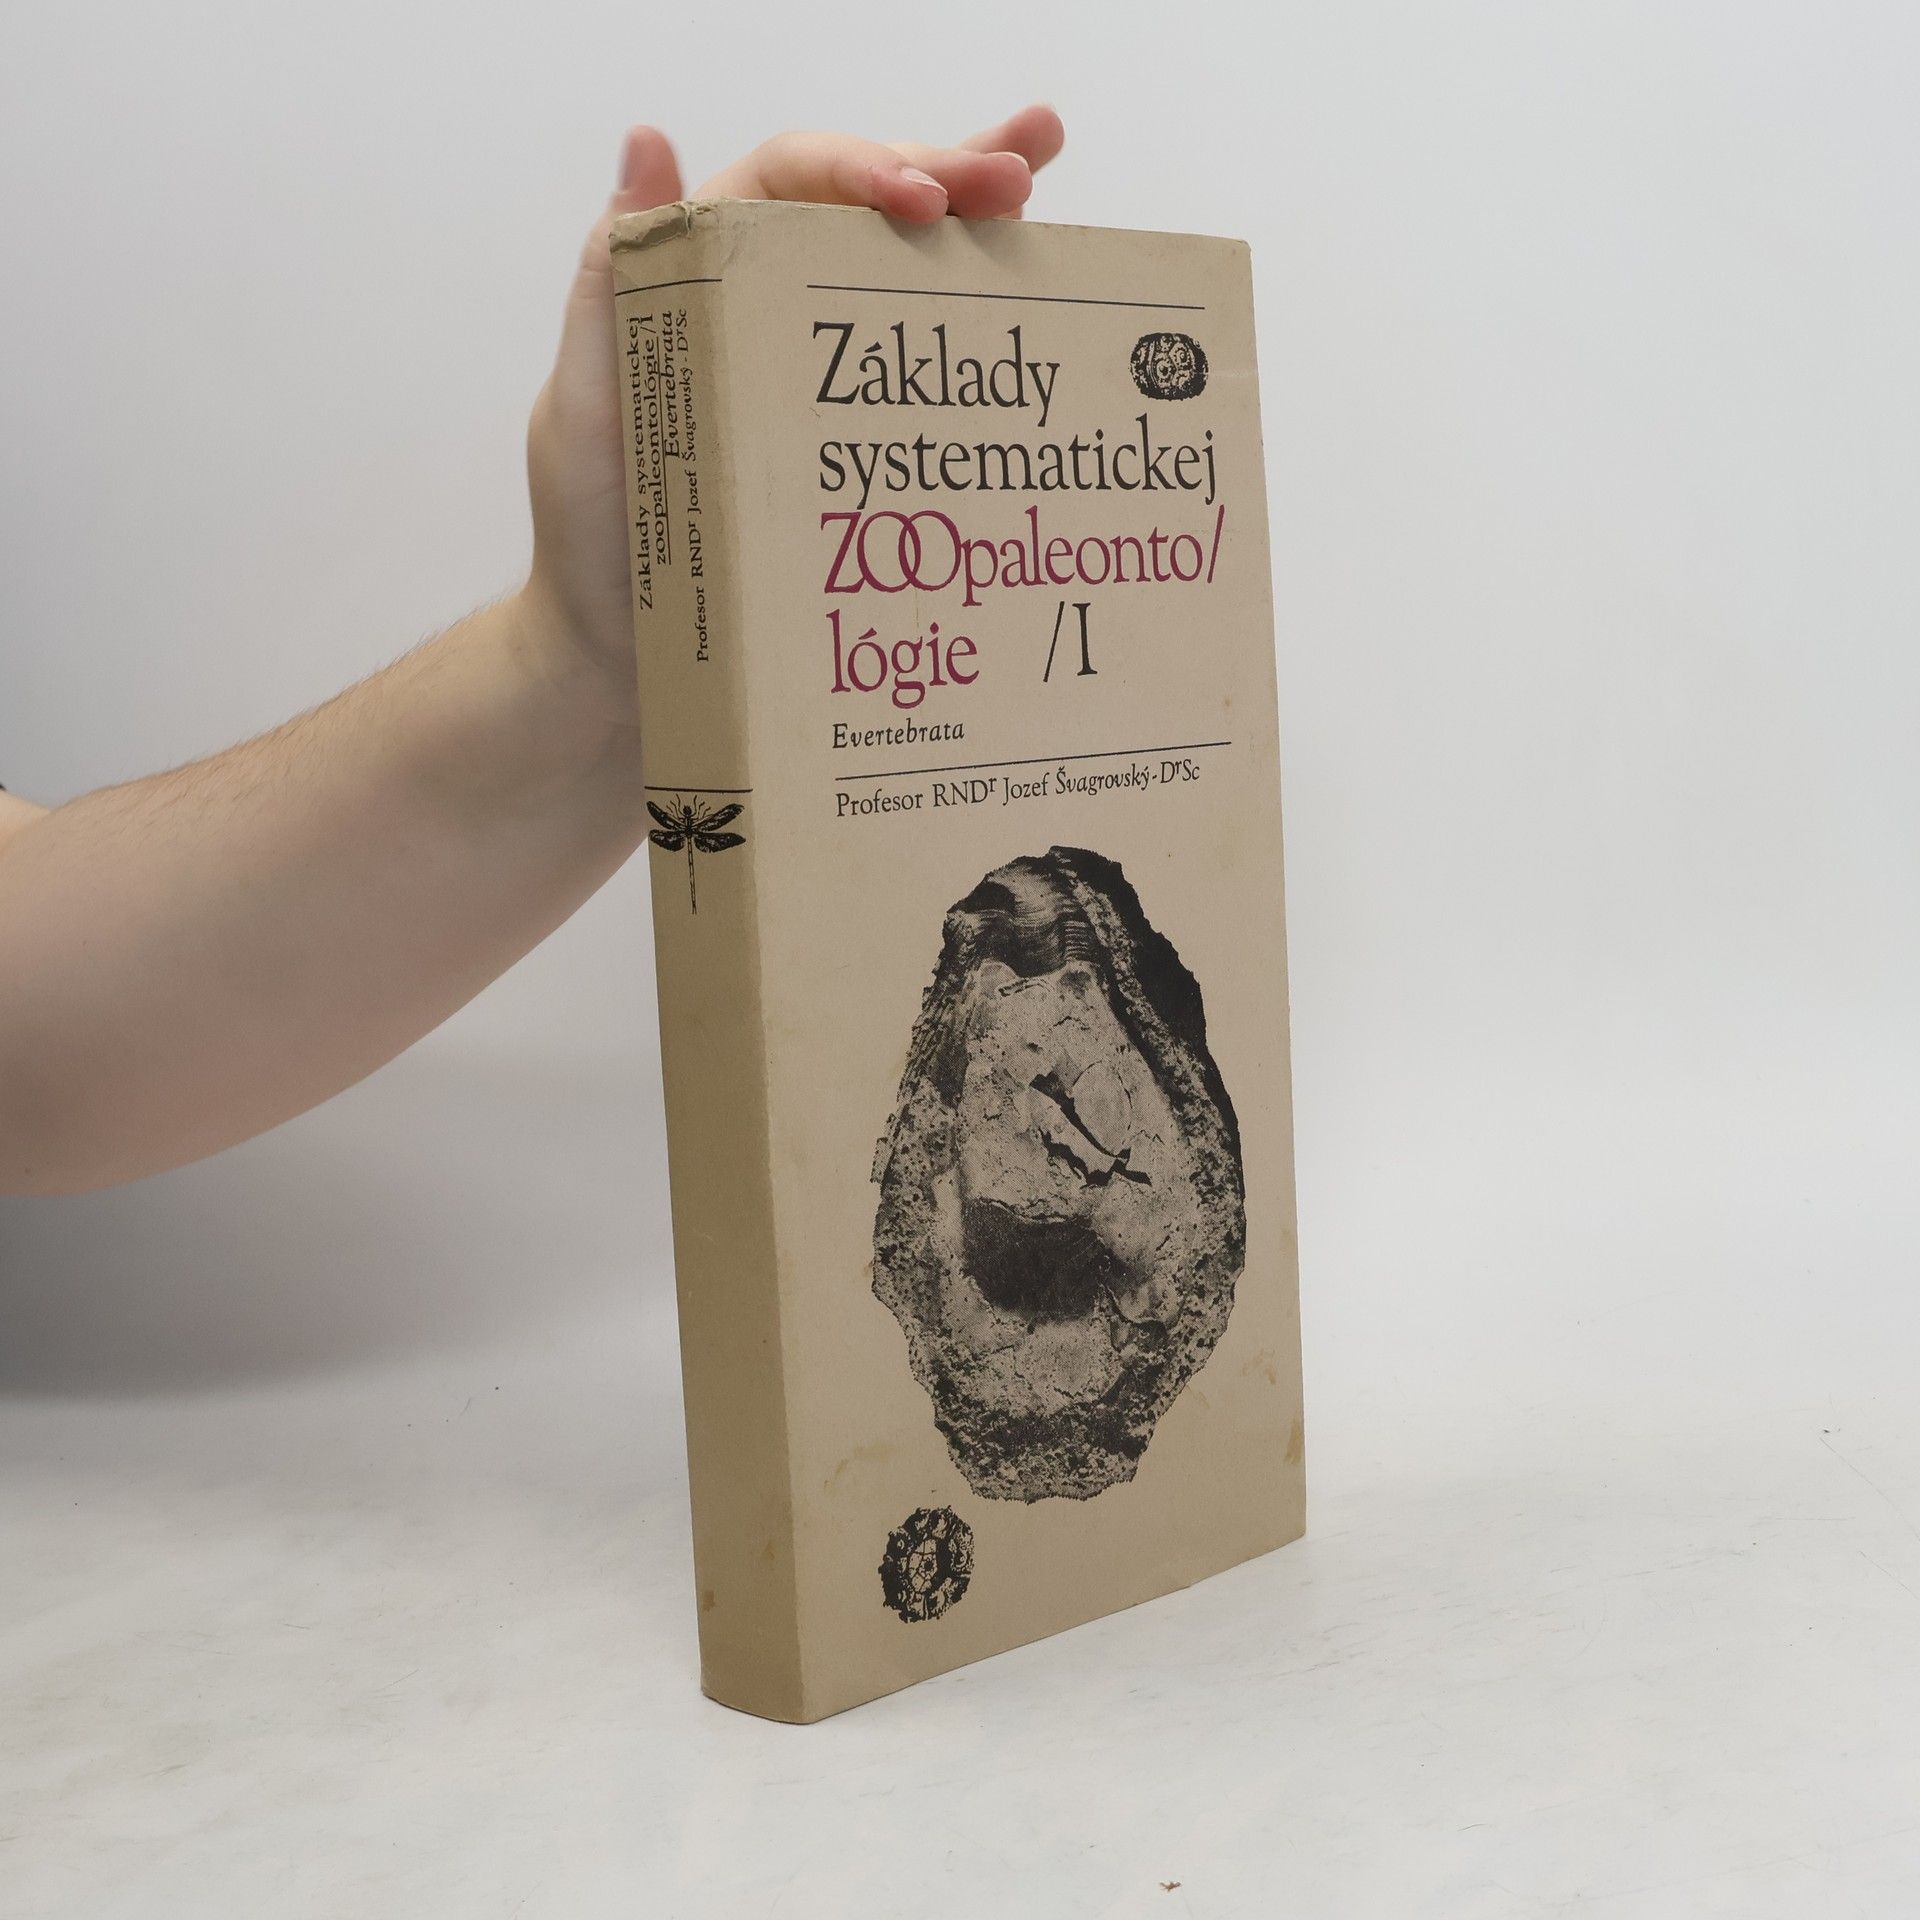 Základy systematickej
zoopaleontológie /I
Evertebrata
Profesor RNDr Jozef Švagrovský - DrSc
Základy
systematickej
ZOOpaleonto/
lógie /I
Evertebrata
Profesor RNDr Jozef Švagrovský - DrSc